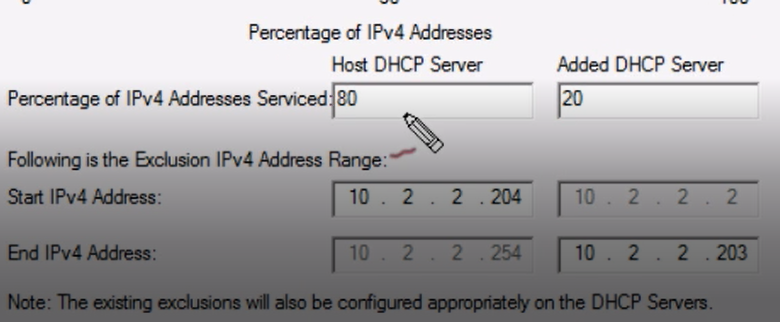 Percentage of IPv4 Addresses
Host DHCP Server Added DHCP Server
Percentage of IPv4 Addresses Serviced: 80 20
Following is the Exclusion IPv4 Address Range:
Start IPv4 Address: 10 . 2 . 2 . 204 10 . 2 . 2 . 2
End IPv4 Address: 10 . 2 . 2 . 254 10 . 2 . 2 . 203
Note: The existing exclusions will also be configured appropriately on the DHCP Servers.